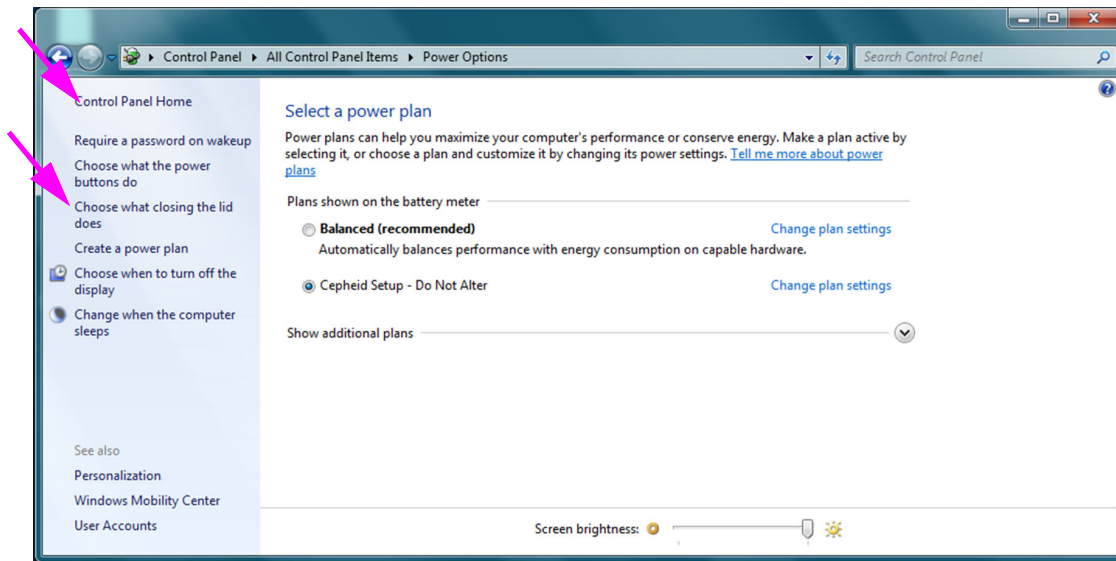 Control Panel ▸ All Control Panel Items ▸ Power Options
Search Control Panel
Control Panel Home
Require a password on wakeup
Choose what the power
buttons do
Choose what closing the lid
does
Create a power plan
Choose when to turn off the
display
Change when the computer
sleeps
See also
Personalization
Windows Mobility Center
User Accounts
Select a power plan
Power plans can help you maximize your computer's performance or conserve energy. Make a plan active by
selecting it, or choose a plan and customize it by changing its power settings. Tell me more about power
plans
Plans shown on the battery meter
Balanced (recommended) Change plan settings
Automatically balances performance with energy consumption on capable hardware.
Cepheid Setup - Do Not Alter Change plan settings
Show additional plans
Screen brightness: